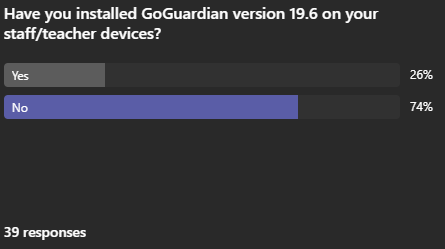 Have you installed GoGuardian version 19.6 on your
staff/teacher devices?
Yes 26%
No 74%
39 responses